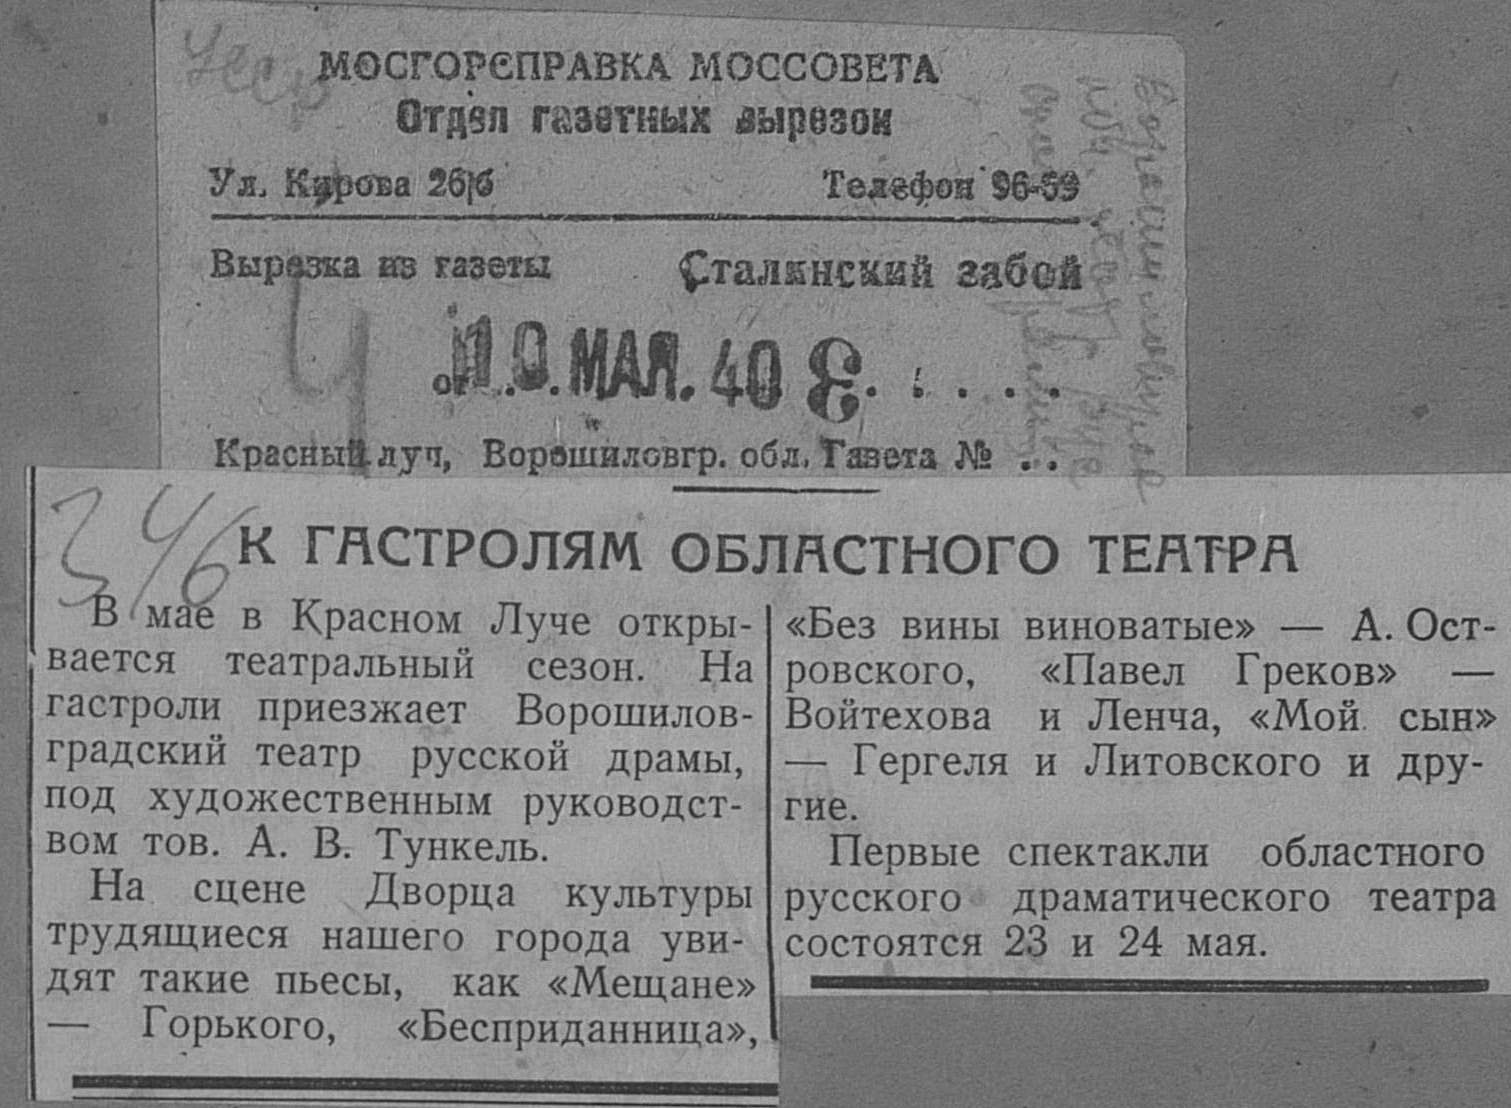 УССР
МОСГОРСПРАВКА МОССОВЕТА
Отдел газетных вырезок
Ул. Кирова 26/б Телефон 96-59
Вырезка из газеты Сталинский забой
от 10. МАЯ. 40 . . . . .
Красный луч, Ворошиловгр. обл. Газета № . .
К ГАСТРОЛЯМ ОБЛАСТНОГО ТЕАТРА
В мае в Красном Луче откры-
вается театральный сезон. На
гастроли приезжает Ворошилов-
градский театр русской драмы,
под художественным руководст-
вом тов. А. В. Тункель.
На сцене Дворца культуры
трудящиеся нашего города уви-
дят такие пьесы, как «Мещане»
— Горького, «Бесприданница»,
«Без вины виноватые» — А. Ост-
ровского, «Павел Греков» —
Войтехова и Ленча, «Мой сын»
— Гергеля и Литовского и дру-
гие.
Первые спектакли областного
русского драматического театра
состоятся 23 и 24 мая.